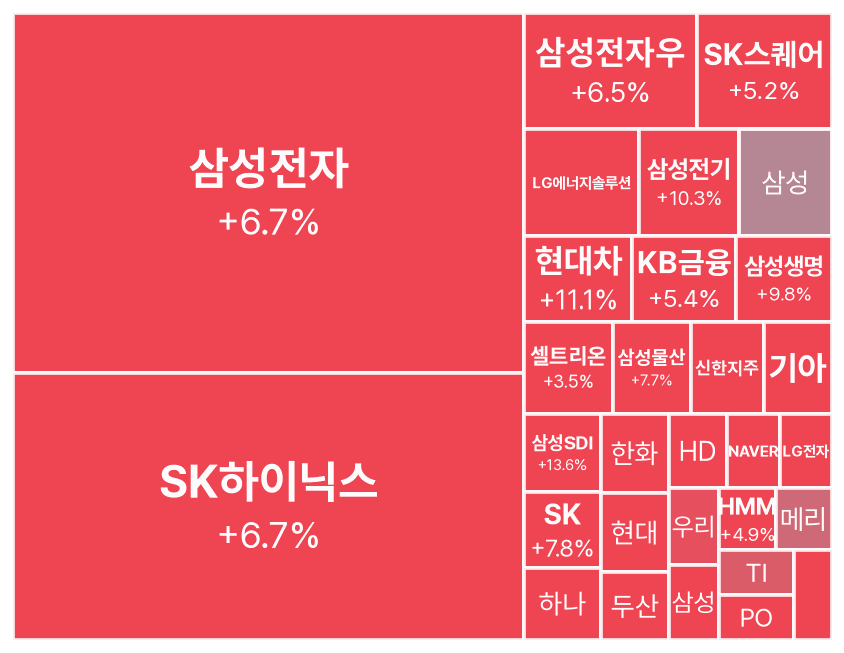 삼성전자
+6.7%
SK하이닉스
+6.7%
삼성전자우
+6.5%
SK스퀘어
+5.2%
LG에너지솔루션
삼성전기
+10.3%
삼성
현대차
+11.1%
KB금융
+5.4%
삼성생명
+9.8%
셀트리온
+3.5%
삼성물산
+7.7%
신한지주
기아
삼성SDI
+13.6%
한화
HD
NAVER
LG전자
SK
+7.8%
현대
우리
HMM
+4.9%
메리
하나
두산
삼성
TI
PO